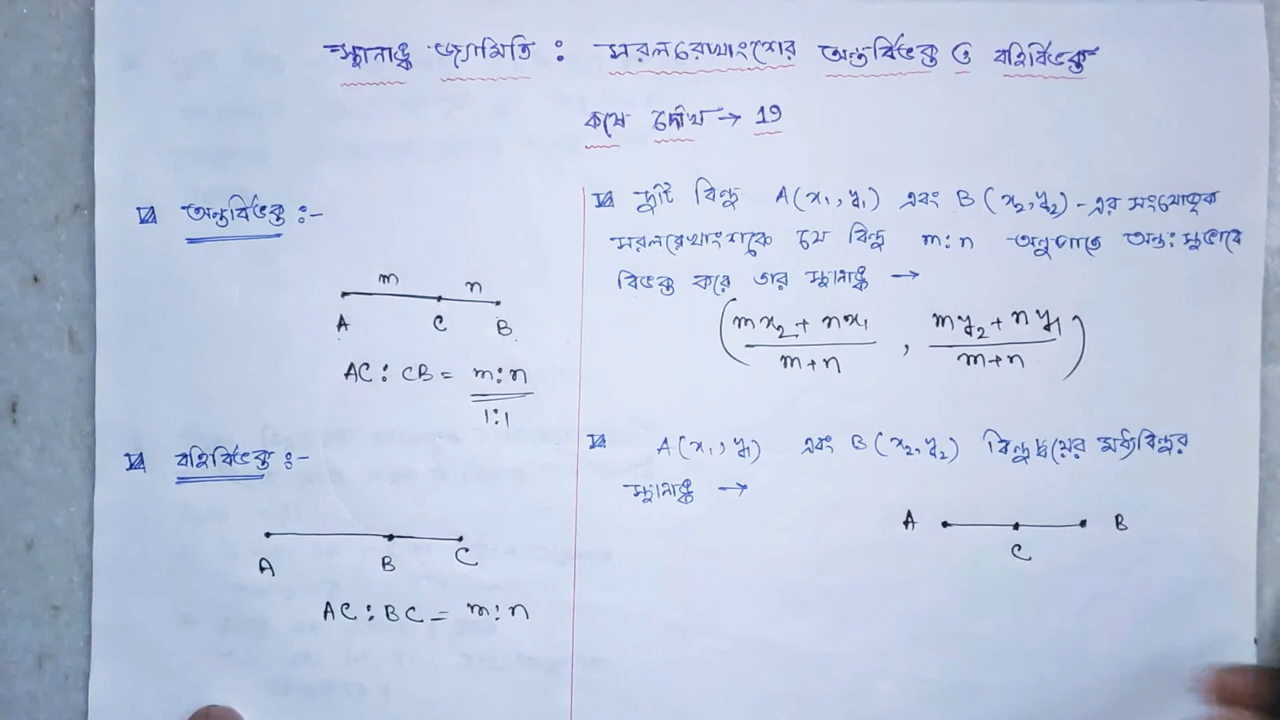 স্থানাঙ্ক জ্যামিতি : সরলরেখাংশের অন্তর্বিভক্ত ও বহির্বিভক্ত
কষে দেখি → 19
অন্তর্বিভক্ত :-
m n
A C B
AC : CB = m:n
1:1
বহির্বিভক্ত :-
A B C
AC : BC = m:n
দুটি বিন্দু A(x₁, y₁) এবং B(x₂, y₂) -এর সংযোজক
সরলরেখাংশকে যে বিন্দু m:n অনুপাতে অন্তঃস্থভাবে
বিভক্ত করে তার স্থানাঙ্ক →
((mx₂ + nx₁)/(m+n), (my₂ + ny₁)/(m+n))
A(x₁, y₁) এবং B(x₂, y₂) বিন্দুদ্বয়ের মধ্যবিন্দুর
স্থানাঙ্ক →
A B
C